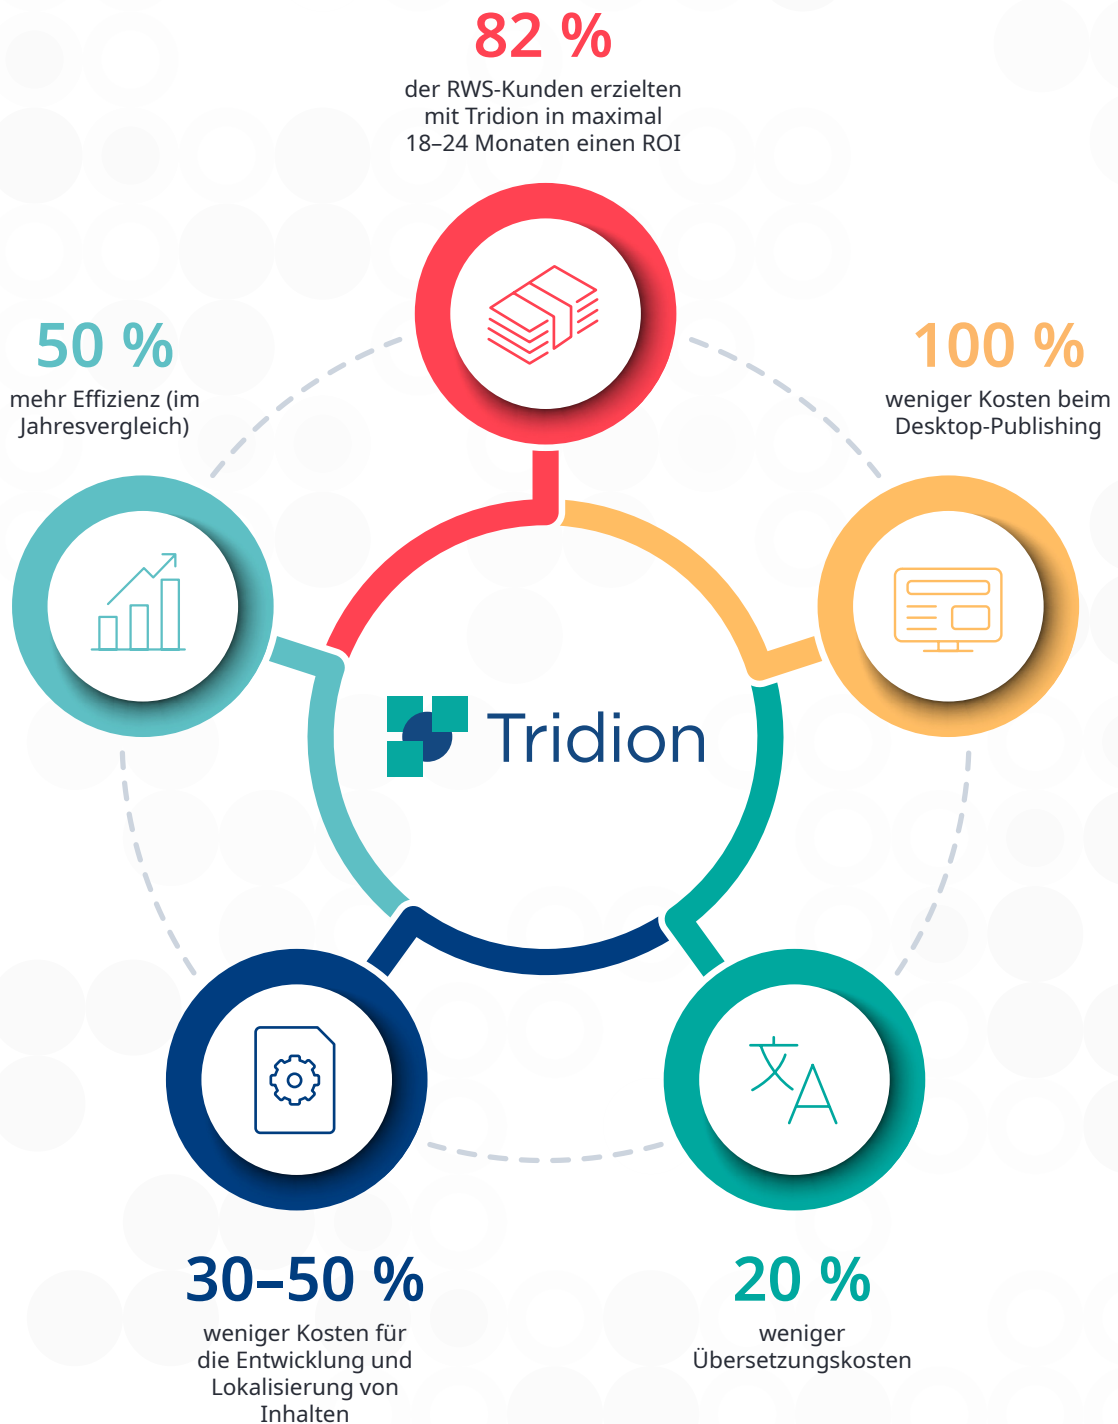 82 %
der RWS-Kunden erzielten
mit Tridion in maximal
18–24 Monaten einen ROI
50 %
mehr Effizienz (im
Jahresvergleich)
100 %
weniger Kosten beim
Desktop-Publishing
Tridion
文A
30–50 %
weniger Kosten für
die Entwicklung und
Lokalisierung von
Inhalten
20 %
weniger
Übersetzungskosten